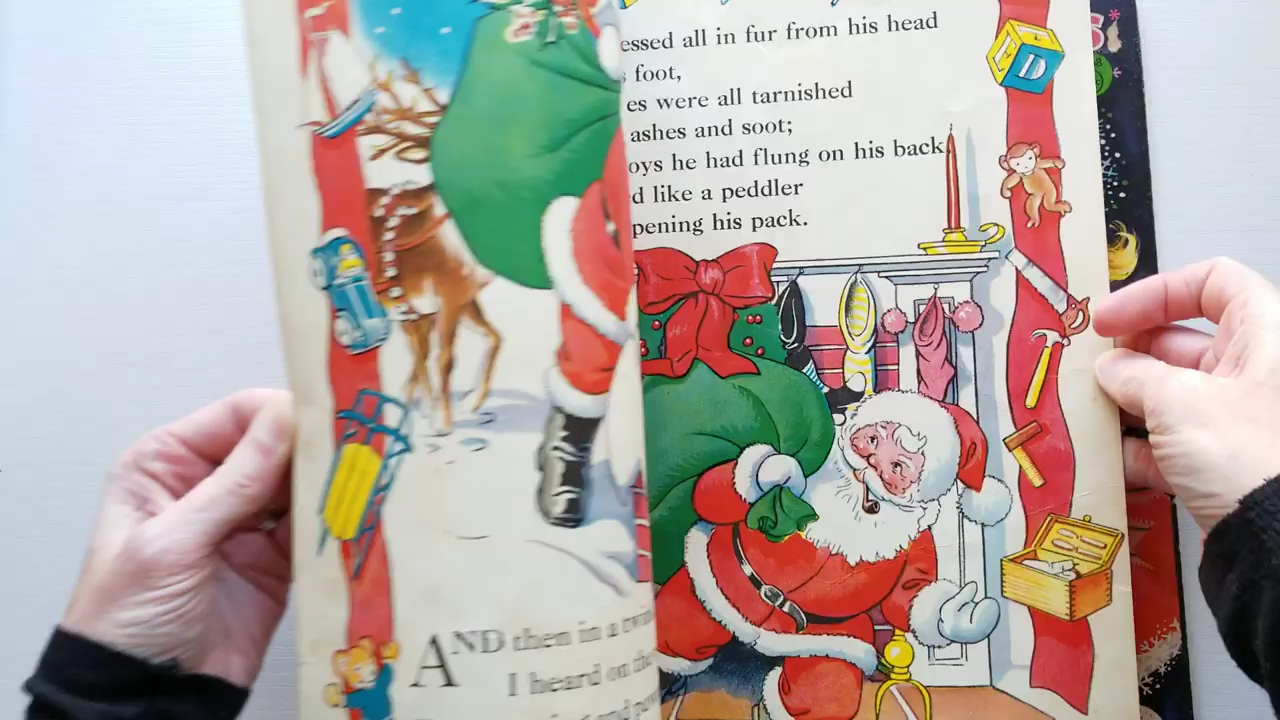 AND then in a
I heard on the
essed all in fur from his head
foot,
es were all tarnished
ashes and soot;
oys he had flung on his back,
d like a peddler
pening his pack.
D